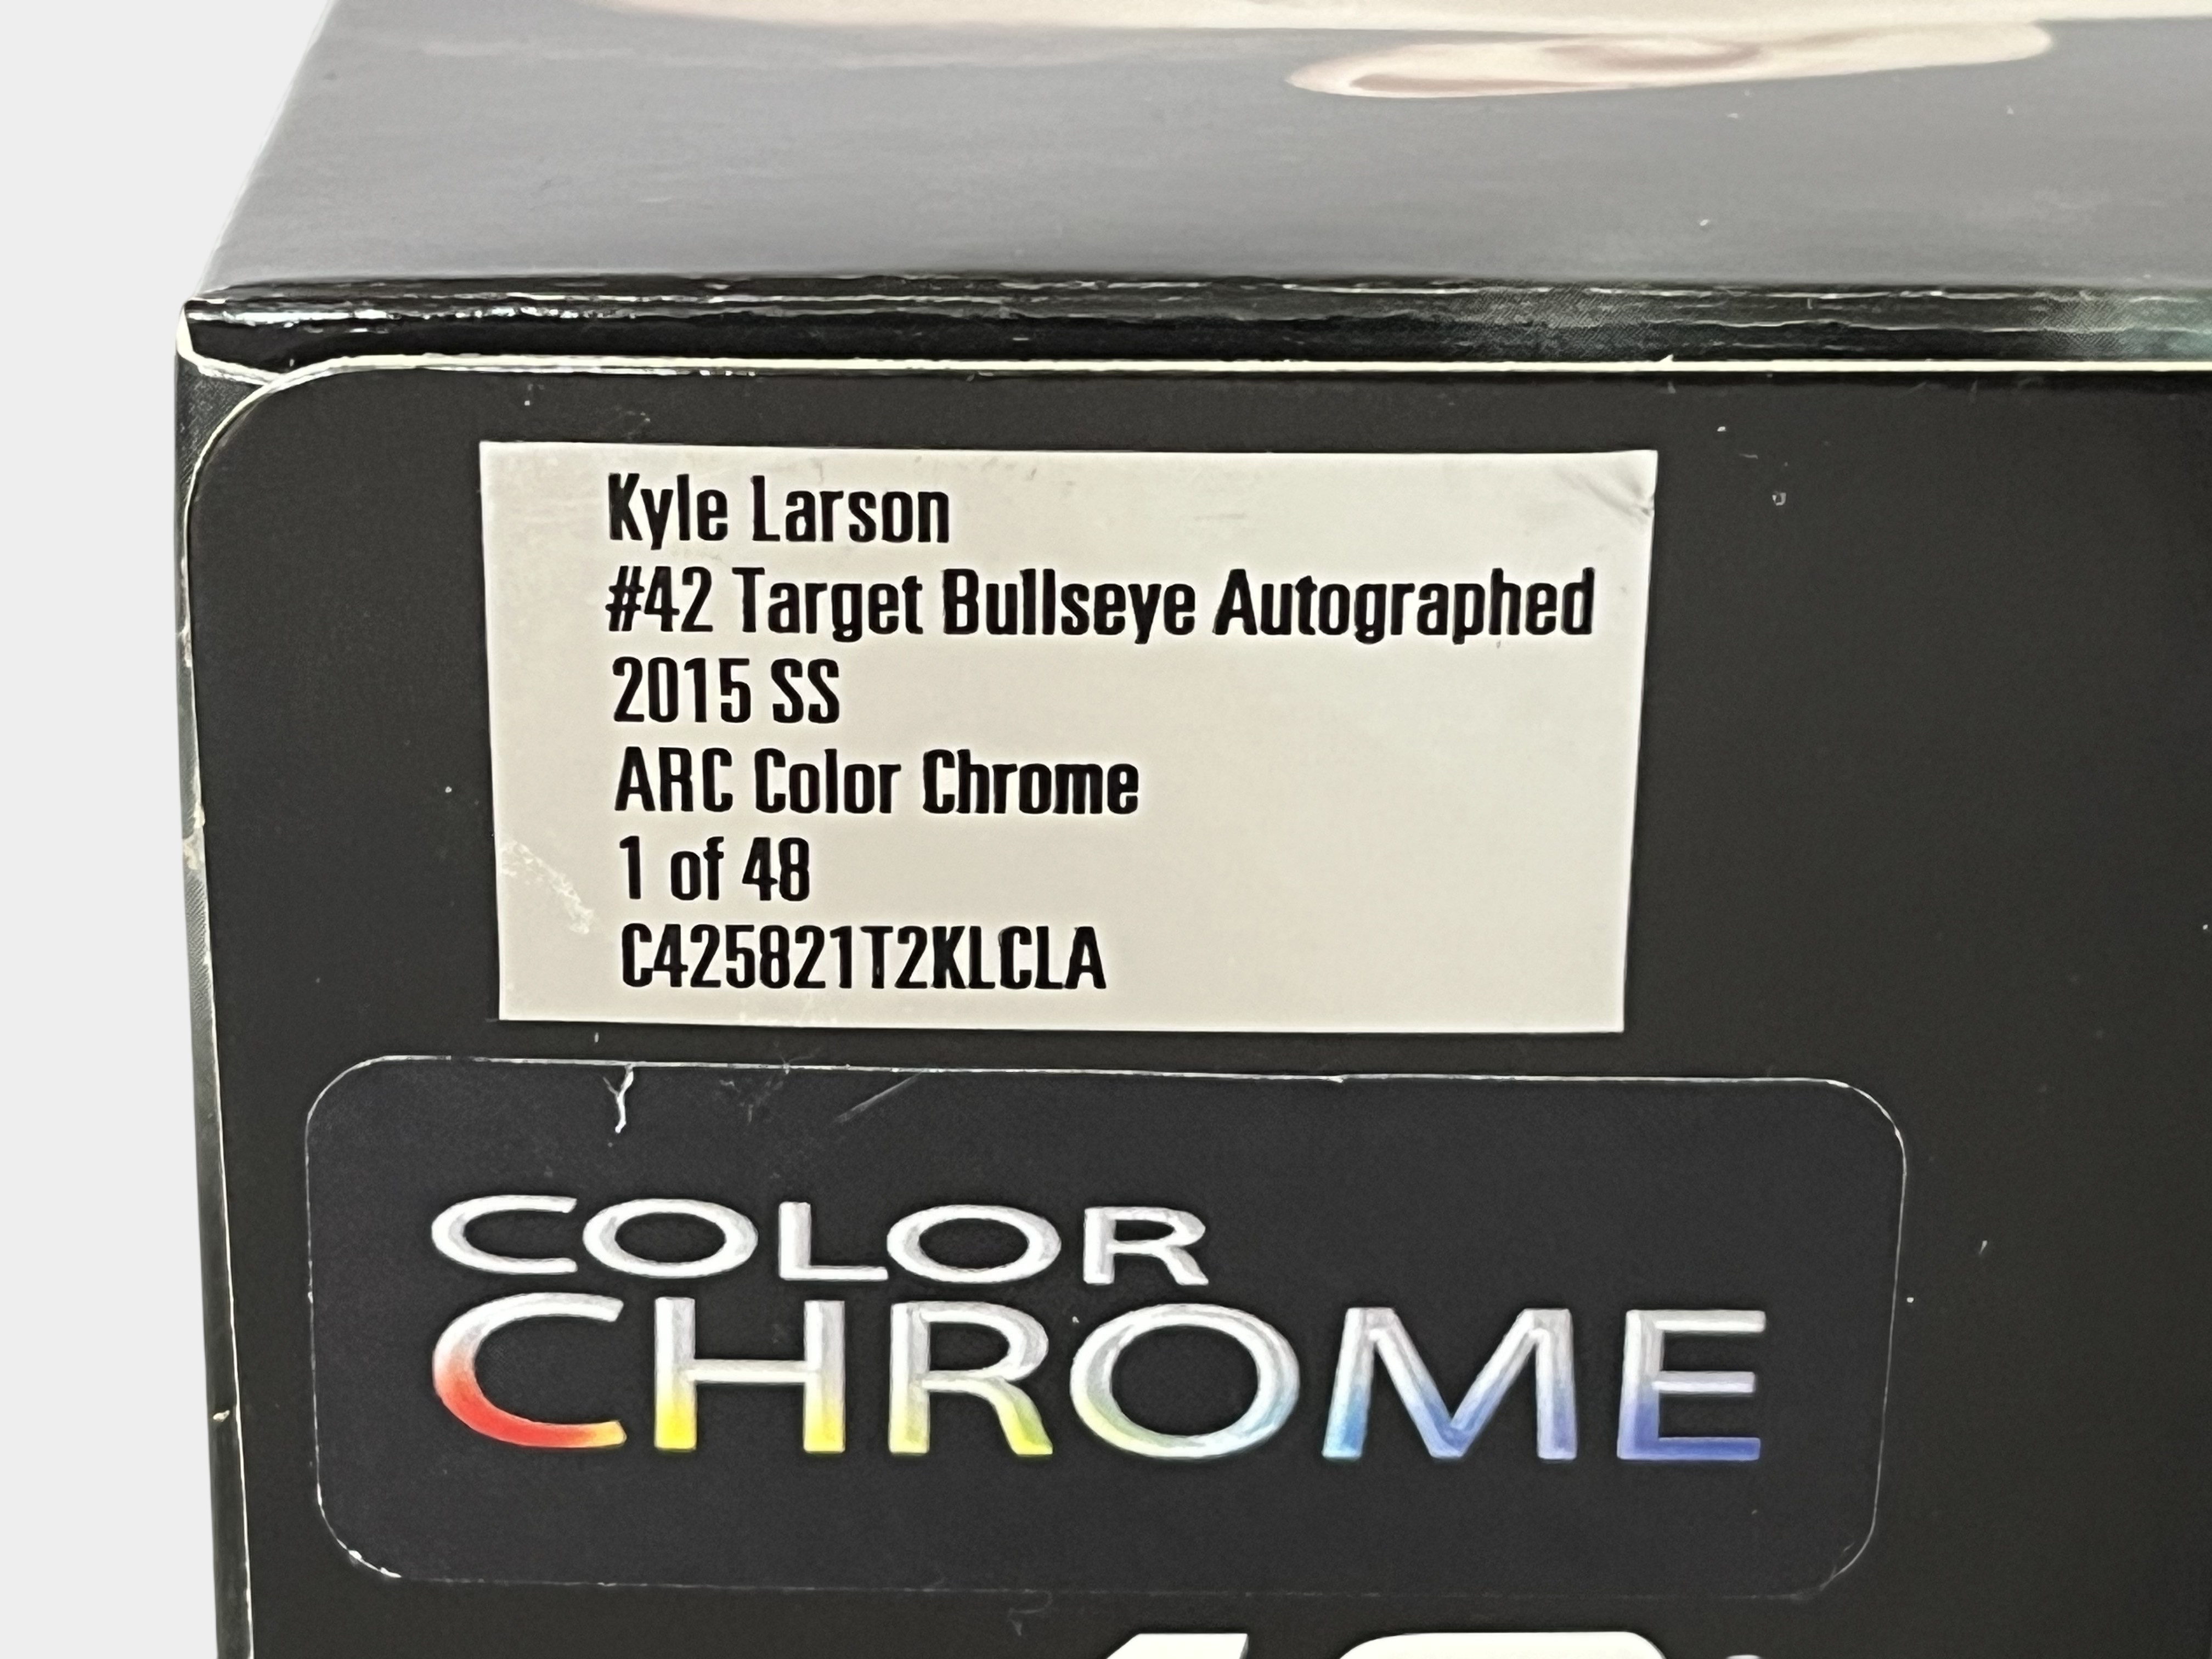 Kyle Larson
#42 Target Bullseye Autographed
2015 SS
ARC Color Chrome
1 of 48
C425821T2KLCLA
COLOR
CHROME